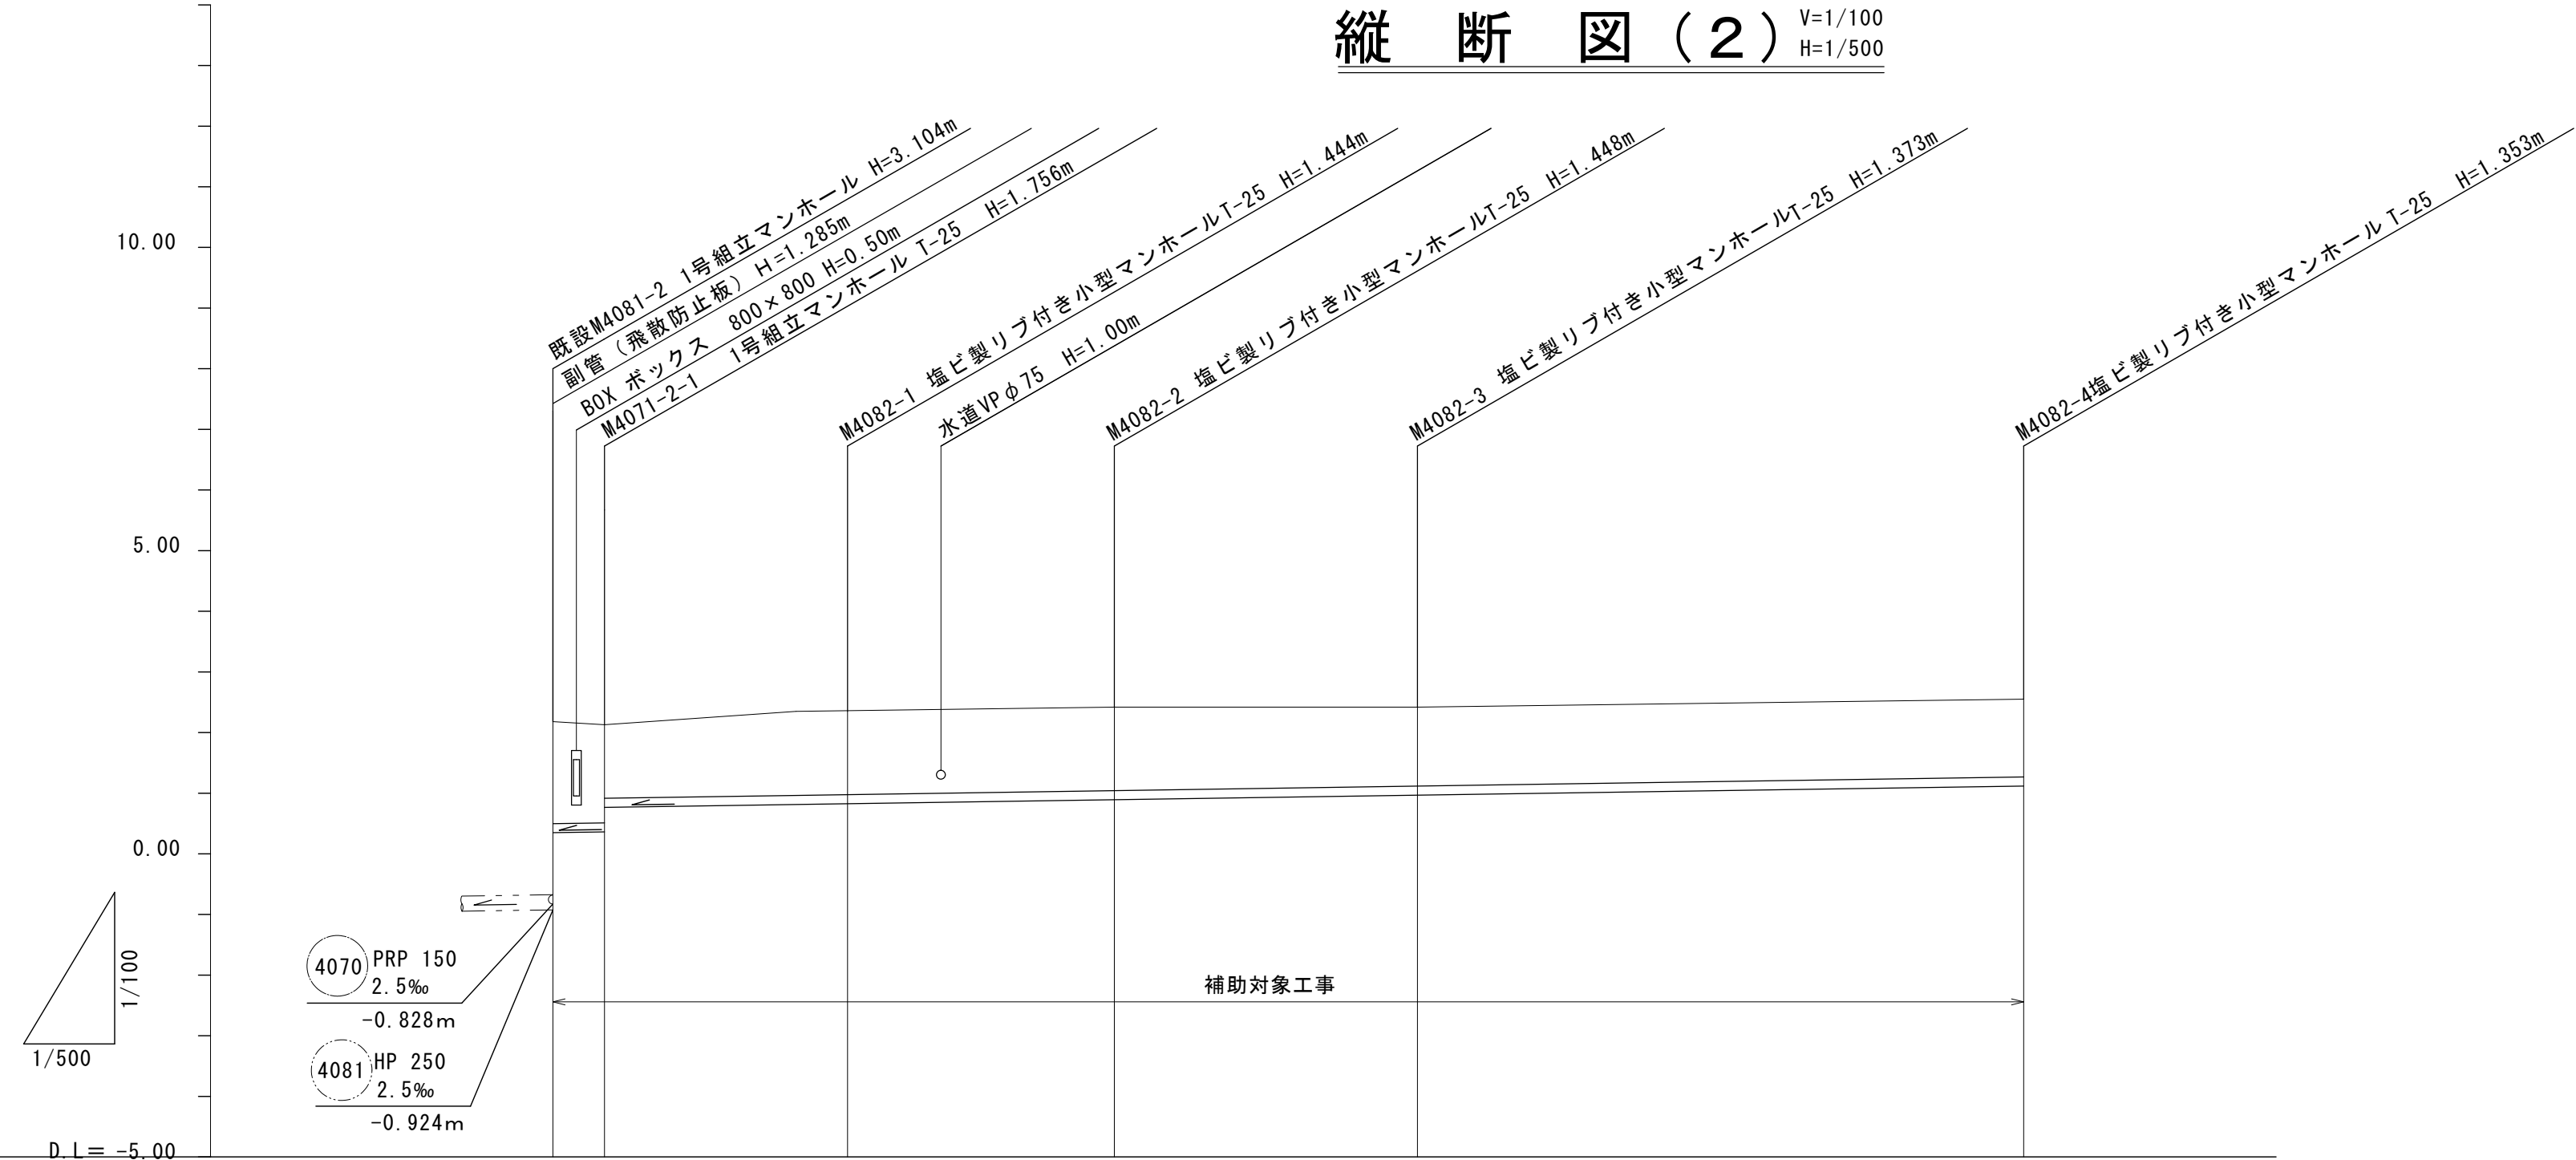 縦断図(2)
V=1/100
H=1/500
既設M4081-2 1号組立マンホール H=3.104m
副管(飛散防止板)H=1.285m
BOX ボックス 800×800 H=0.50m
M4071-2-1 1号組立マンホール T-25 H=1.756m
M4082-1 塩ビ製リブ付き小型マンホールT-25 H=1.444m
水道VPφ75 H=1.00m
M4082-2 塩ビ製リブ付き小型マンホールT-25 H=1.448m
M4082-3 塩ビ製リブ付き小型マンホールT-25 H=1.373m
M4082-4塩ビ製リブ付き小型マンホールT-25 H=1.353m
10.00
5.00
0.00
D.L= -5.00
1/100
1/500
4070 PRP 150
2.5‰
-0.828m
4081 HP 250
2.5‰
-0.924m
補助対象工事